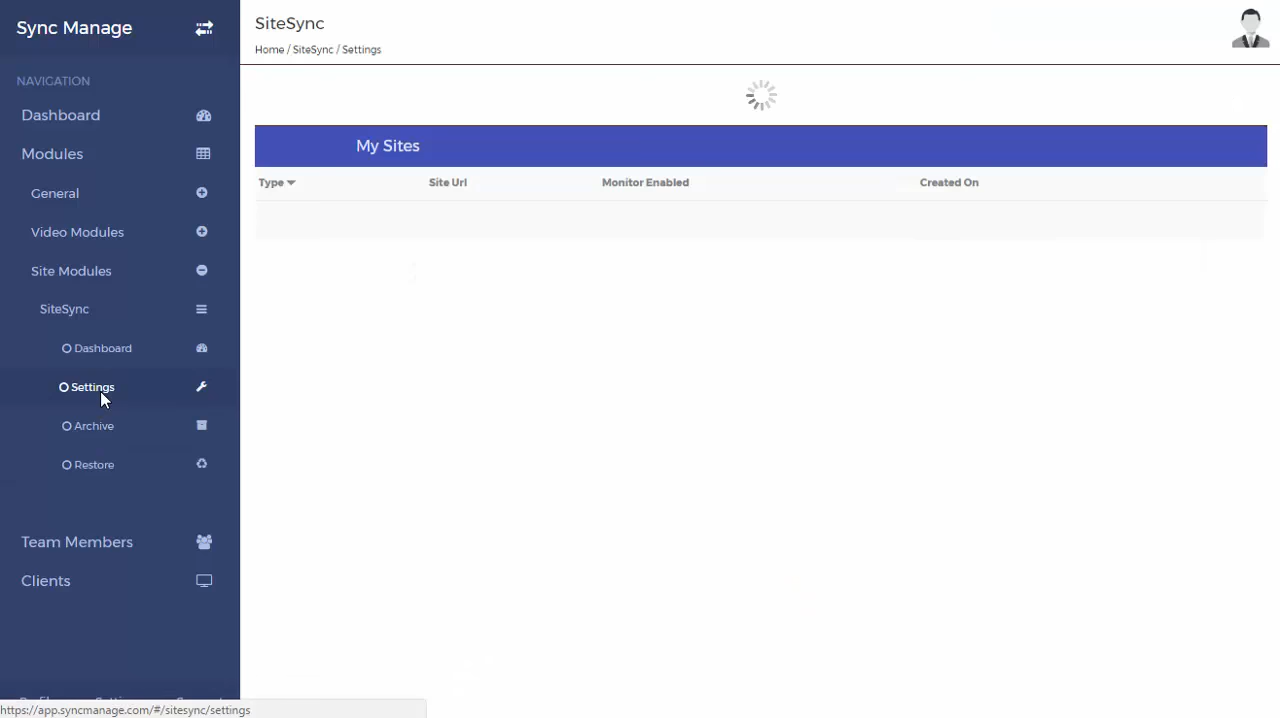 Sync Manage
SiteSync
Home / SiteSync / Settings
NAVIGATION
Dashboard
Modules
General
Video Modules
Site Modules
SiteSync
Dashboard
Settings
Archive
Restore
Team Members
Clients
My Sites
Type
Site Url
Monitor Enabled
Created On
https://app.syncmanage.com/#/sitesync/settings